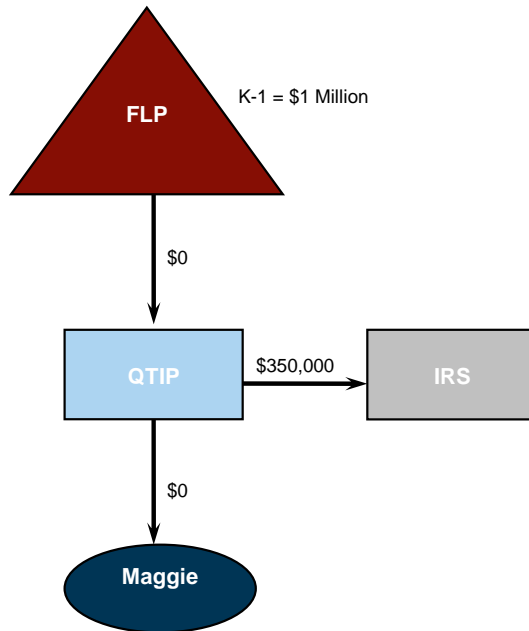 K-1 = $1 Million
FLP
$0
$350,000
QTIP
IRS
$0
Maggie